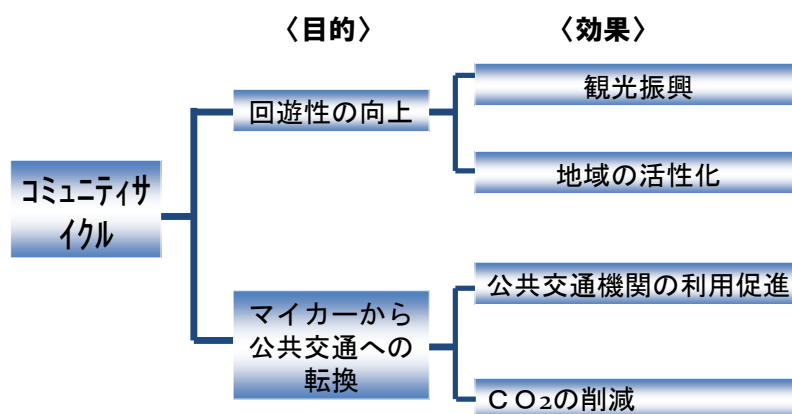 〈目的〉
〈効果〉
コミュニティサ
イクル
回遊性の向上
観光振興
地域の活性化
マイカーから
公共交通への
転換
公共交通機関の利用促進
ＣＯ₂の削減